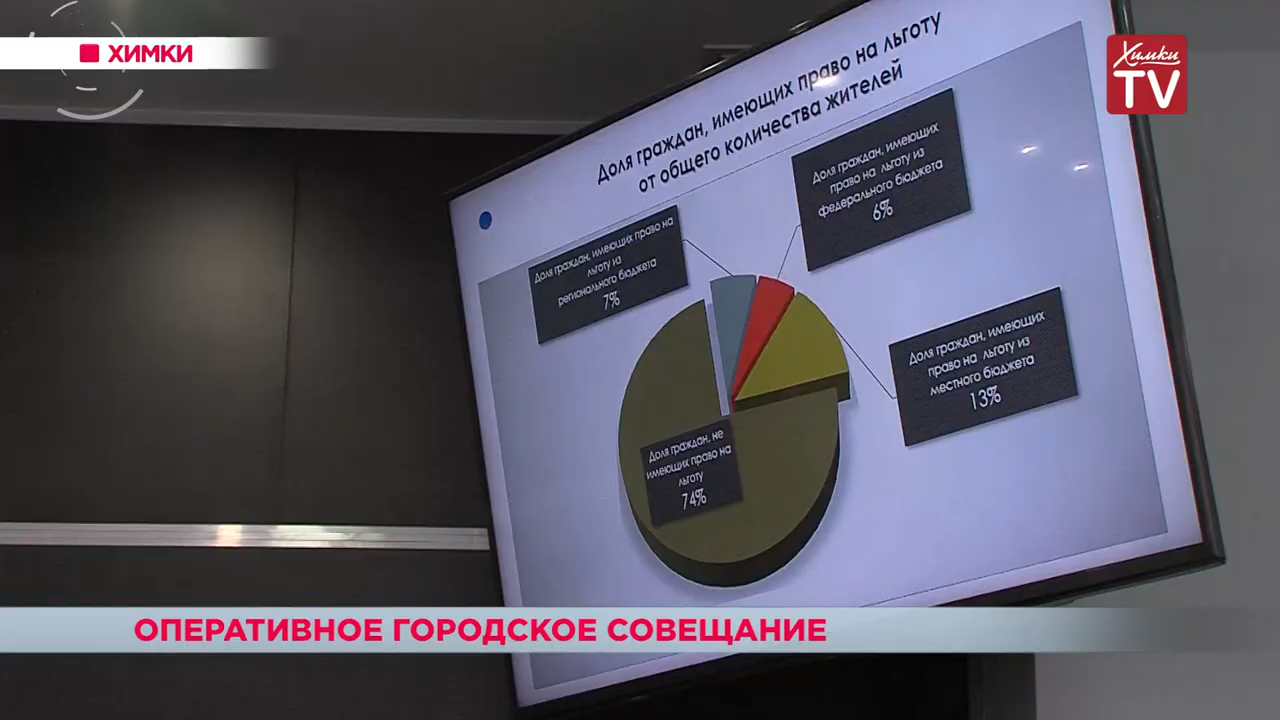 ХИМКИ
Химки
TV
Доля граждан, имеющих право на льготу
от общего количества жителей
Доля граждан, имеющих
право на льготу из
федерального бюджета
6%
Доля граждан, имеющих право на
льготу из
регионального бюджета
7%
Доля граждан, имеющих
право на льготу из
местного бюджета
13%
Доля граждан, не
имеющих право на
льготу
74%
ОПЕРАТИВНОЕ ГОРОДСКОЕ СОВЕЩАНИЕ